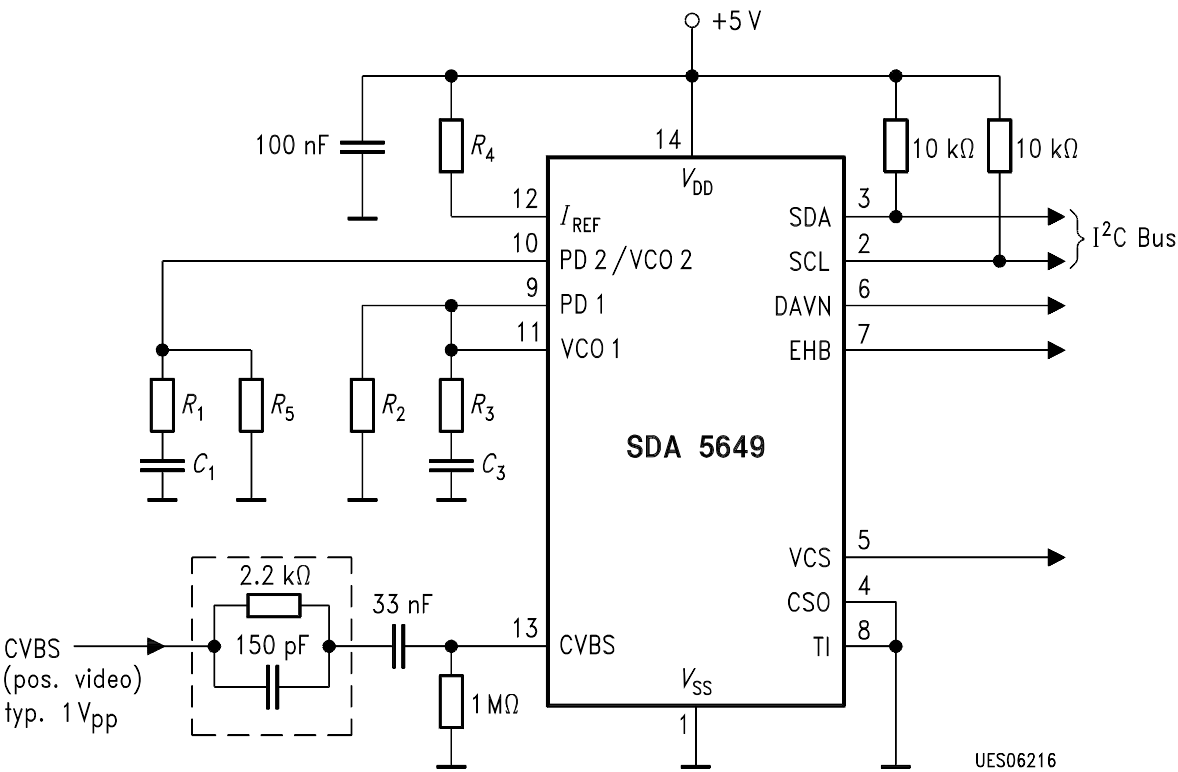 +5 V
100 nF
R4
14
10 kΩ
10 kΩ
VDD
12
IREF
SDA
3
I²C Bus
10
PD 2/VCO 2
SCL
2
9
PD 1
DAVN
6
11
VCO 1
EHB
7
R1
R5
R2
R3
C1
C3
SDA 5649
VCS
5
2.2 kΩ
33 nF
CSO
4
150 pF
13
CVBS
TI
8
CVBS
(pos. video)
typ. 1 Vpp
1 MΩ
VSS
1
UES06216